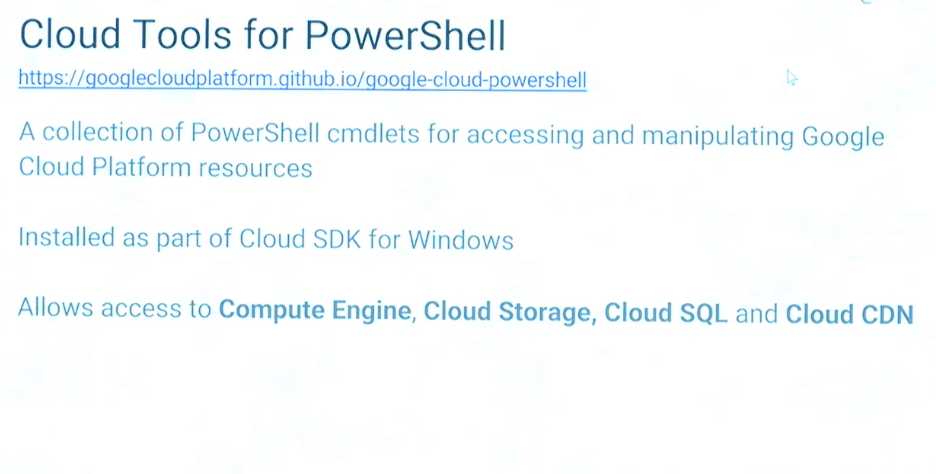 Cloud Tools for PowerShell
https://googlecloudplatform.github.io/google-cloud-powershell
A collection of PowerShell cmdlets for accessing and manipulating Google
Cloud Platform resources
Installed as part of Cloud SDK for Windows
Allows access to Compute Engine, Cloud Storage, Cloud SQL and Cloud CDN